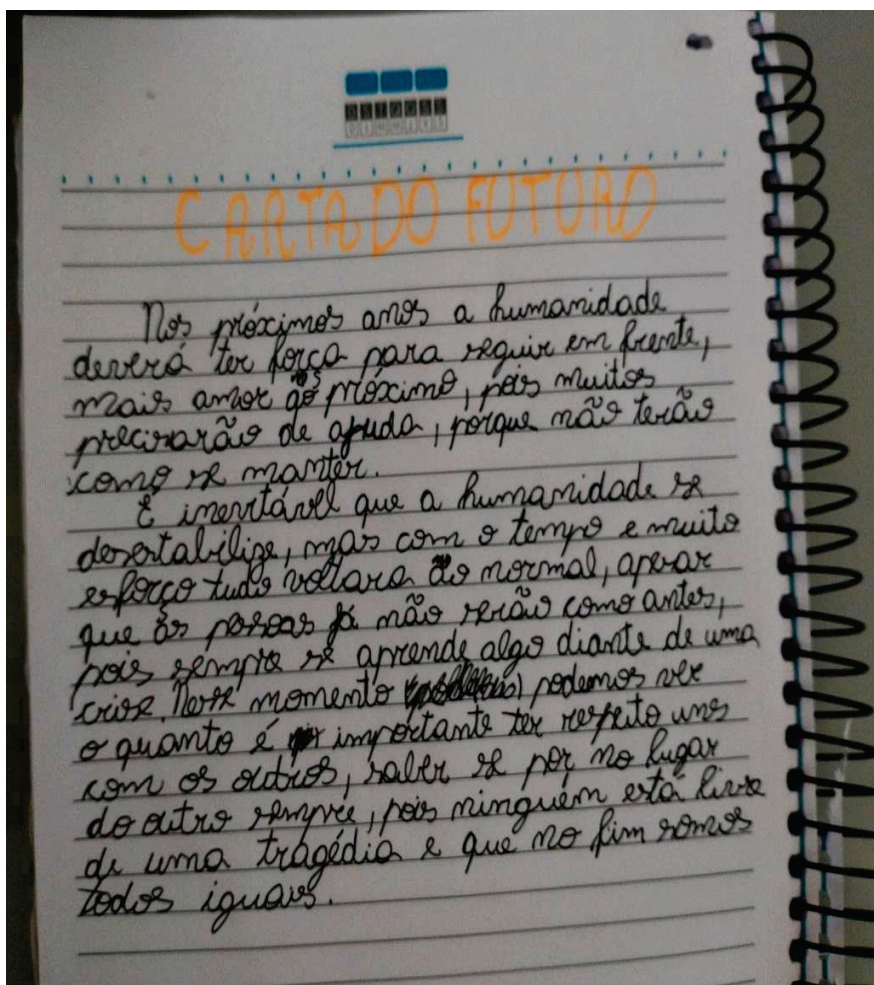 CARTA DO FUTURO
Nos próximos anos a humanidade
deverá ter força para seguir em frente,
mais amor aos próximo, pois muitos
precisarão de ajuda, porque não terão
como se manter.
É inevitável que a humanidade se
desestabilize, mas com o tempo e muito
esforço tudo voltara ao normal, apesar
que as pessoas já não serão como antes,
pois sempre se aprende algo diante de uma
crise. Nesse momento podemos ver
o quanto é importante ter respeito uns
com os outros, saber se pôr no lugar
do outro sempre, pois ninguém está livre
de uma tragédia e que no fim somos
todos iguais.